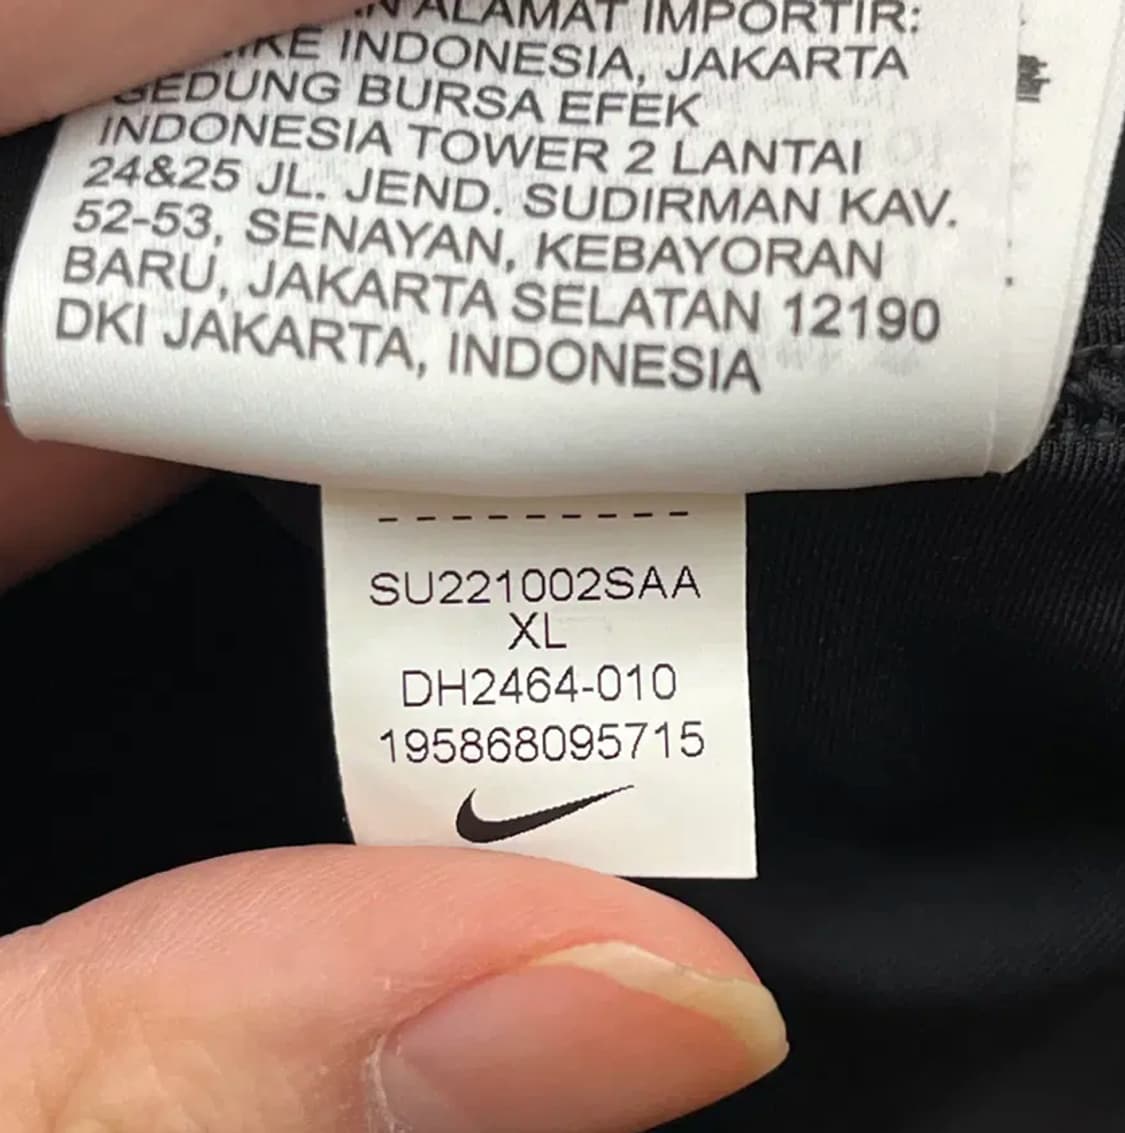 ALAMAT IMPORTIR:
INDONESIA, JAKARTA
GEDUNG BURSA EFEK
INDONESIA TOWER 2 LANTAI
24&25 JL. JEND. SUDIRMAN KAV.
52-53, SENAYAN, KEBAYORAN
BARU, JAKARTA SELATAN 12190
DKI JAKARTA, INDONESIA
SU221002SAA
XL
DH2464-010
195868095715